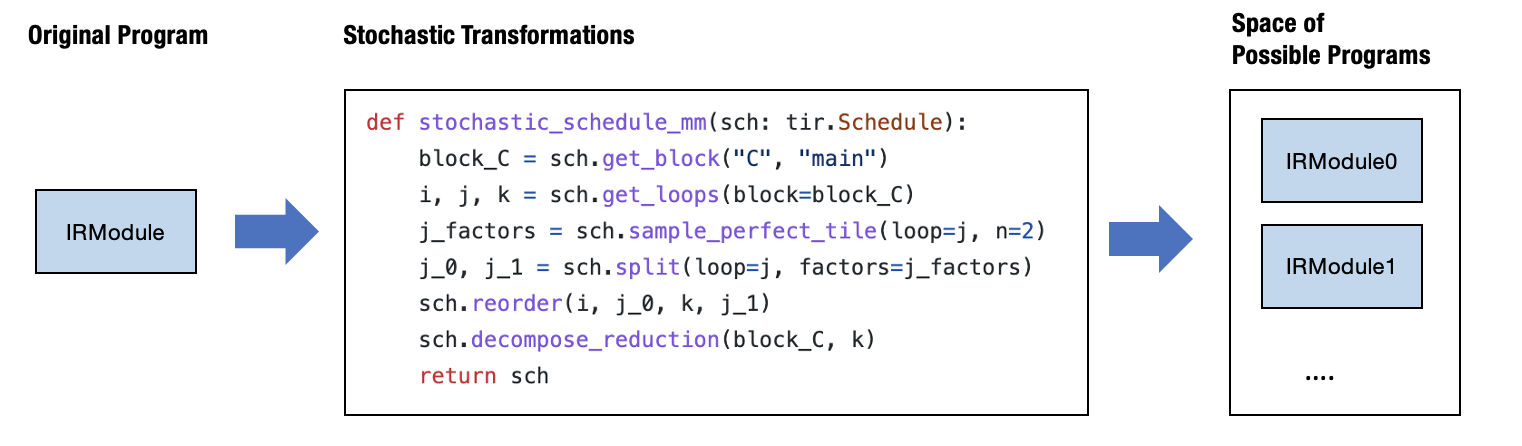 Original Program
Stochastic Transformations
Space of
Possible Programs
IRModule
def stochastic_schedule_mm(sch: tir.Schedule):
    block_C = sch.get_block("C", "main")
    i, j, k = sch.get_loops(block=block_C)
    j_factors = sch.sample_perfect_tile(loop=j, n=2)
    j_0, j_1 = sch.split(loop=j, factors=j_factors)
    sch.reorder(i, j_0, k, j_1)
    sch.decompose_reduction(block_C, k)
    return sch
IRModule0
IRModule1
....